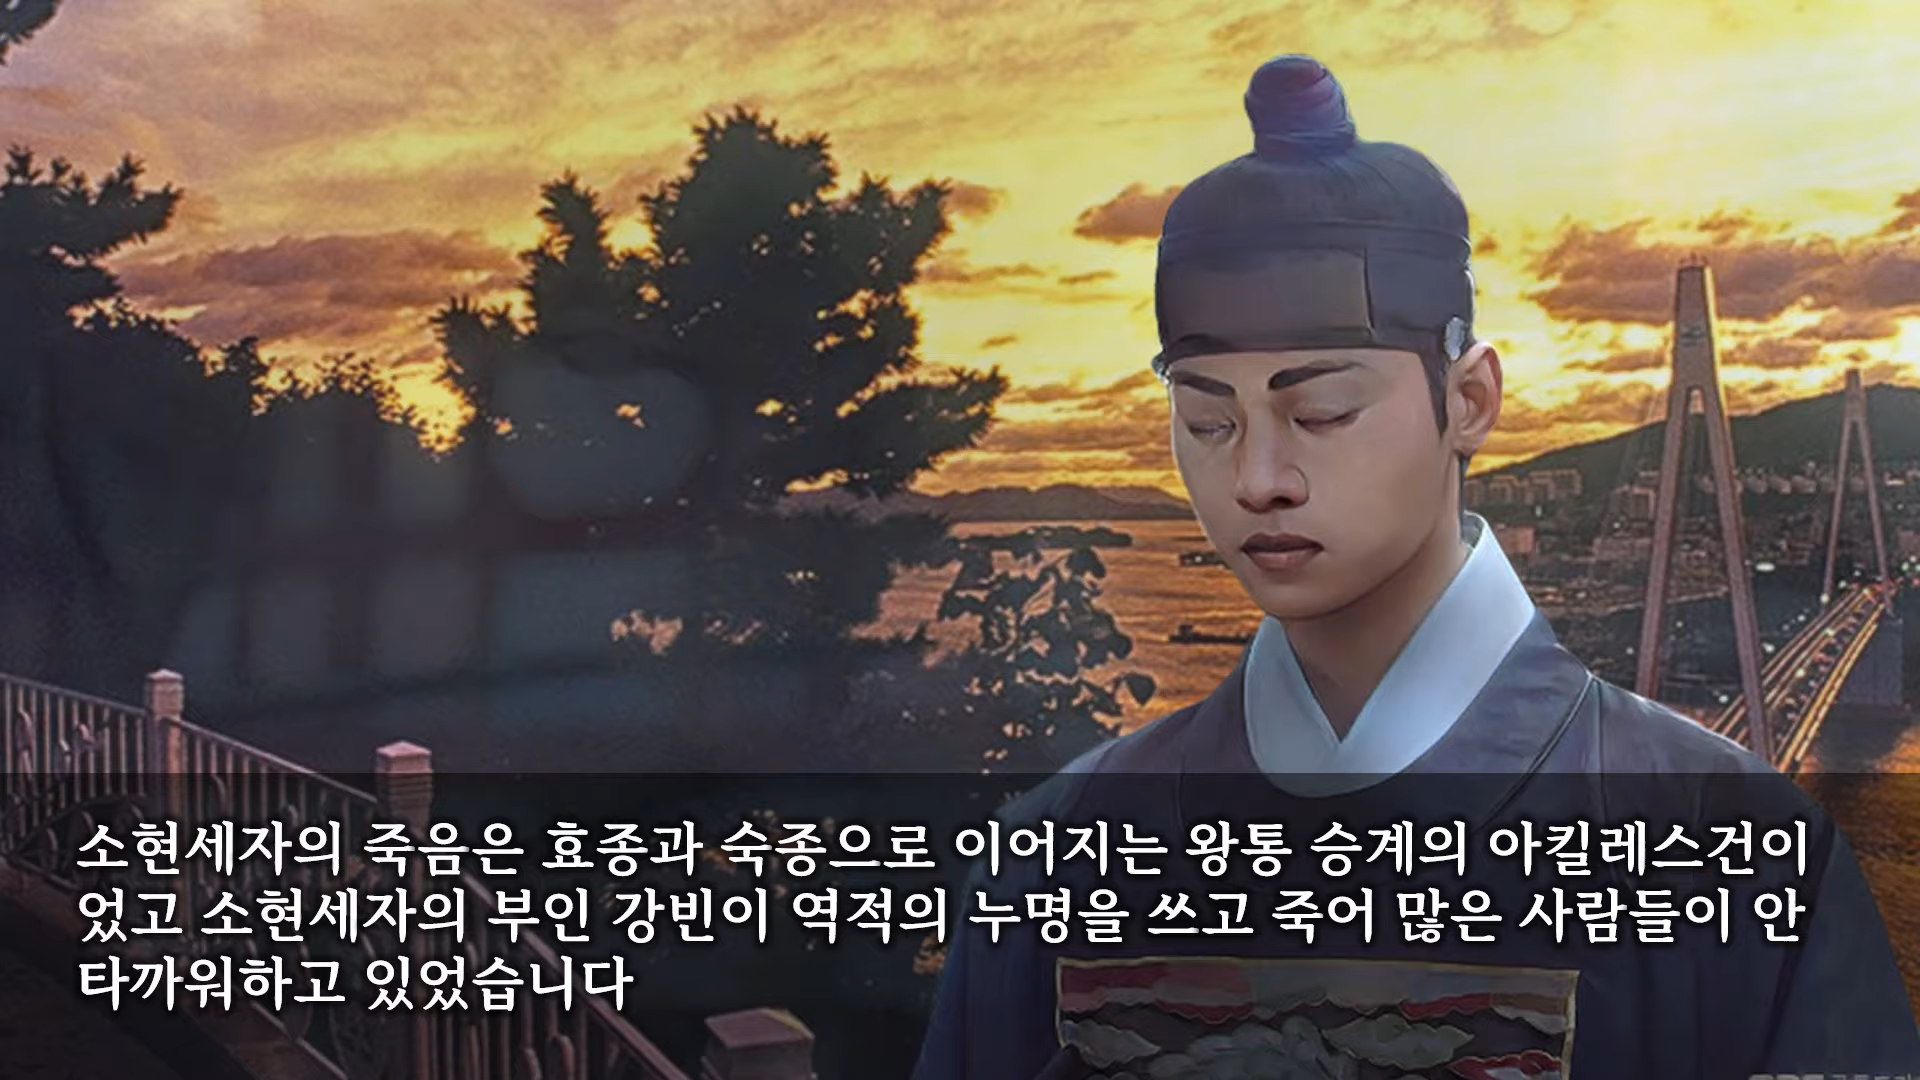 소현세자의 죽음은 효종과 숙종으로 이어지는 왕통 승계의 아킬레스건이
었고 소현세자의 부인 강빈이 역적의 누명을 쓰고 죽어 많은 사람들이 안
타까워하고 있었습니다